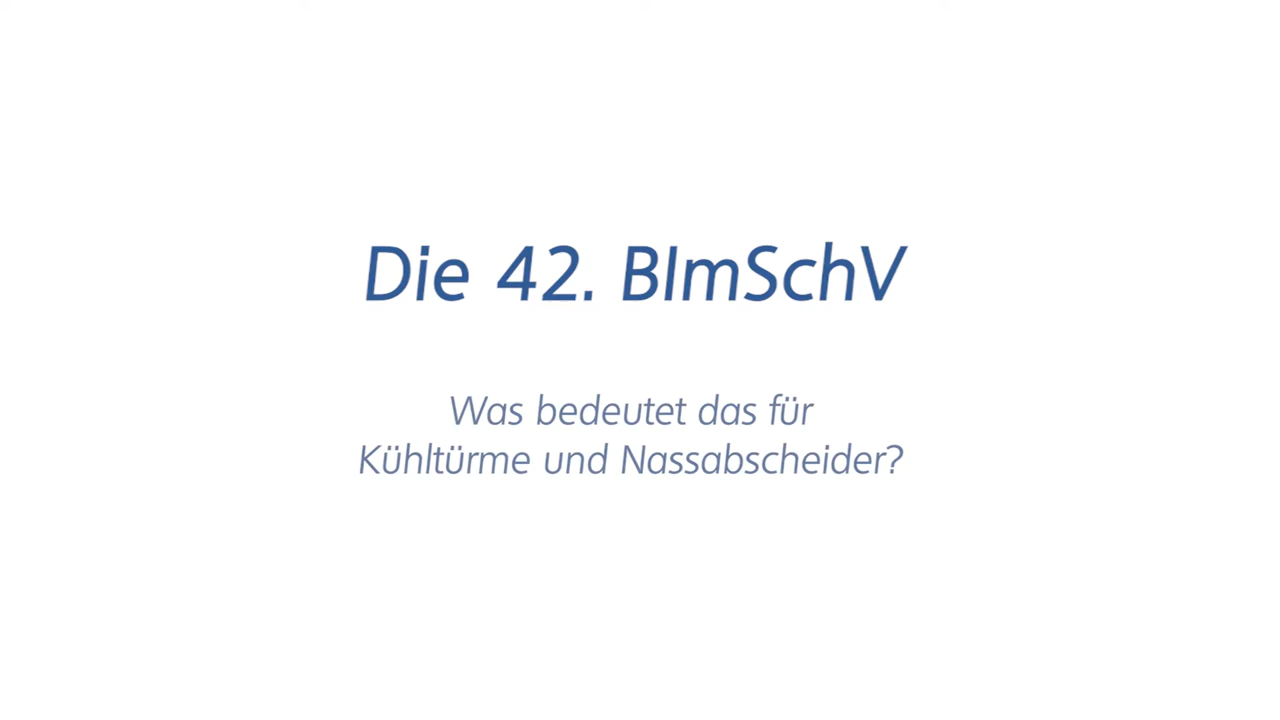 Die 42. BImSchV
Was bedeutet das für
Kühltürme und Nassabscheider?